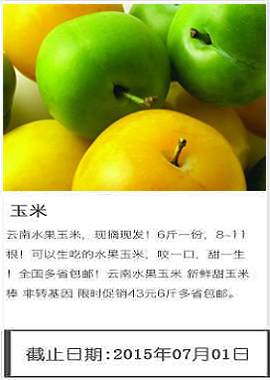 玉米
云南水果玉米，现摘现发！6斤一份，8~11
根！可以生吃的水果玉米，咬一口，甜一生
！全国多省包邮！云南水果玉米 新鲜甜玉米
棒 非转基因 限时促销43元6斤多省包邮。
截止日期:2015年07月01日